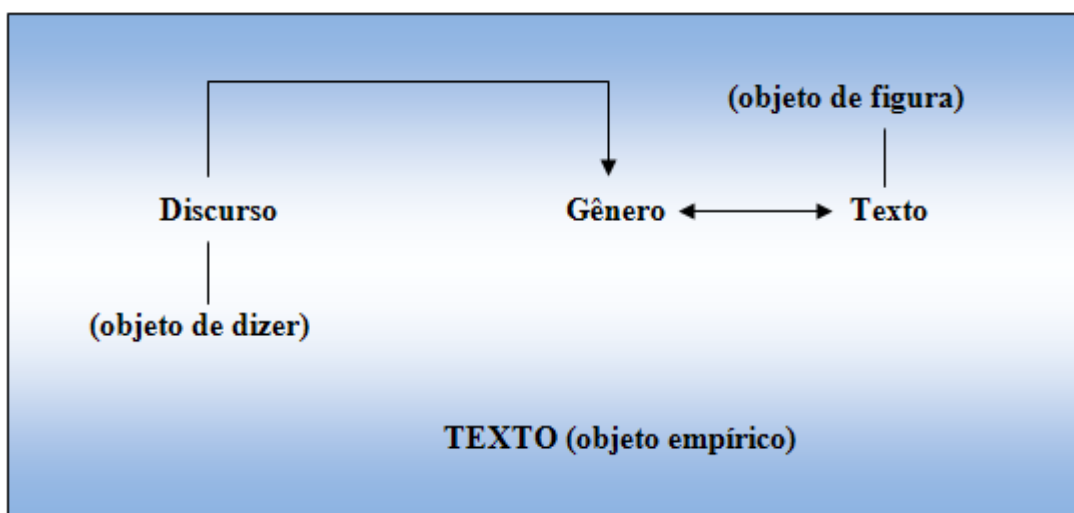 (objeto de figura)
Discurso
Gênero
Texto
(objeto de dizer)
TEXTO (objeto empírico)